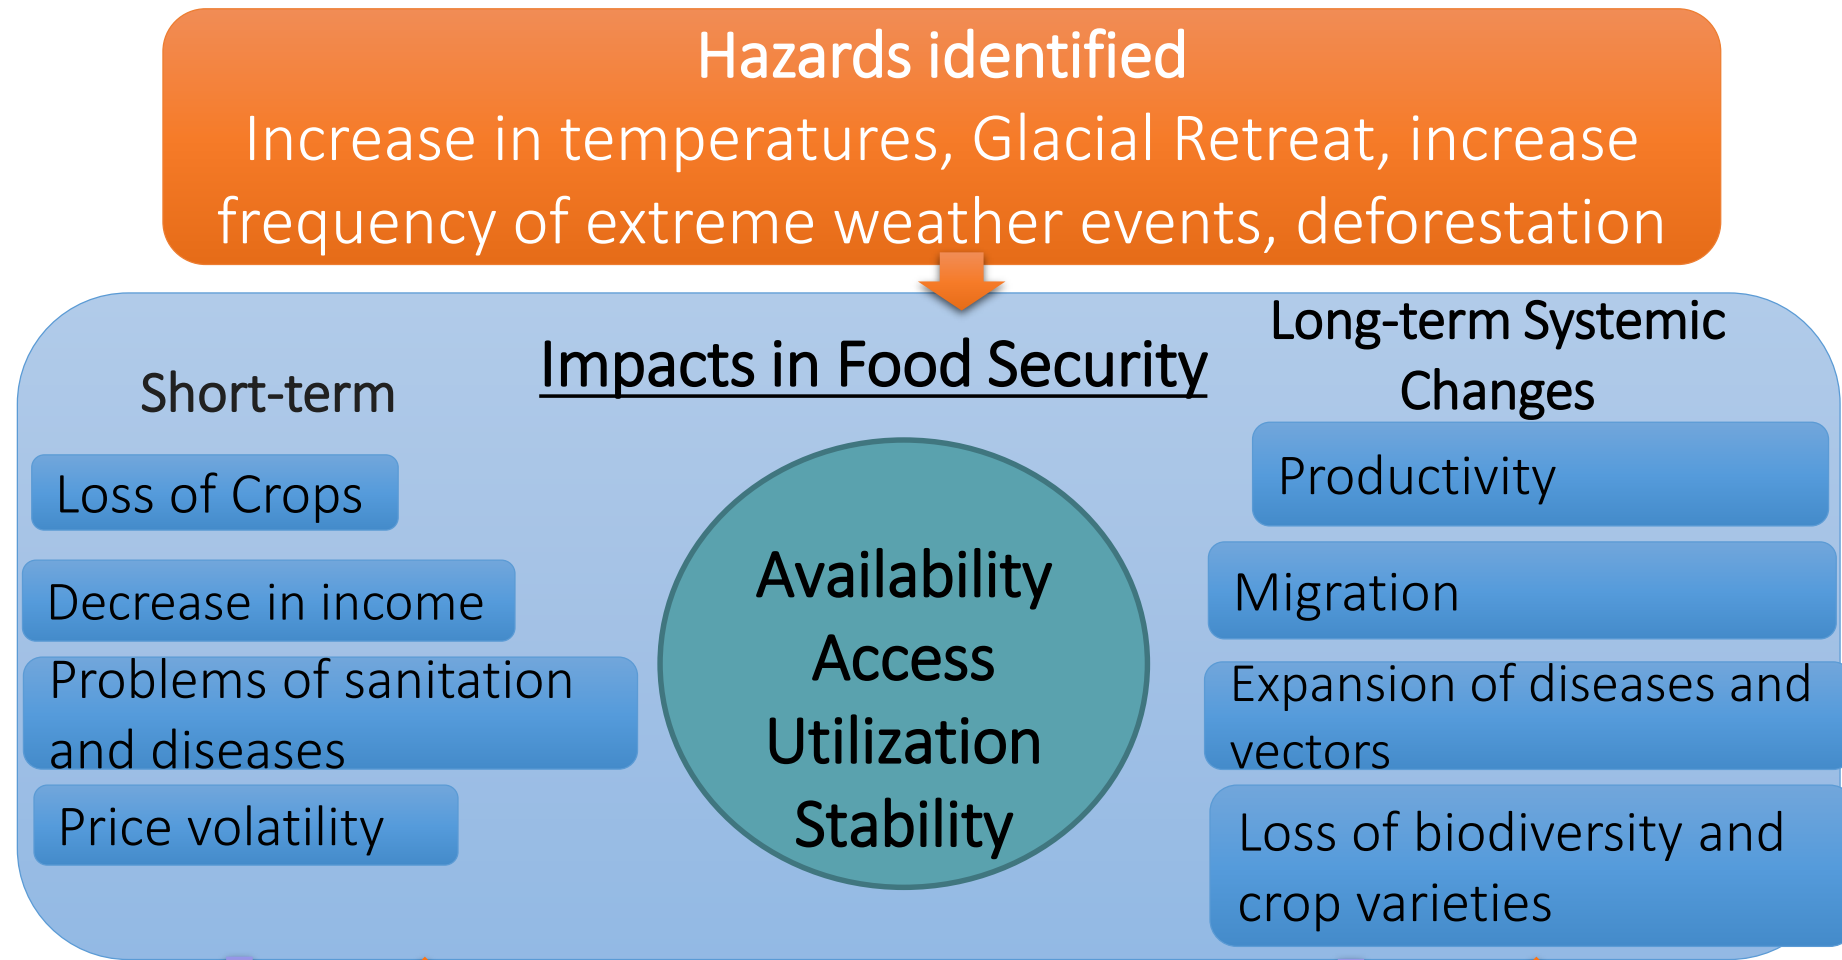 Hazards identified
Increase in temperatures, Glacial Retreat, increase
frequency of extreme weather events, deforestation
Impacts in Food Security
Short-term
Loss of Crops
Decrease in income
Problems of sanitation
and diseases
Price volatility
Availability
Access
Utilization
Stability
Long-term Systemic
Changes
Productivity
Migration
Expansion of diseases and
vectors
Loss of biodiversity and
crop varieties